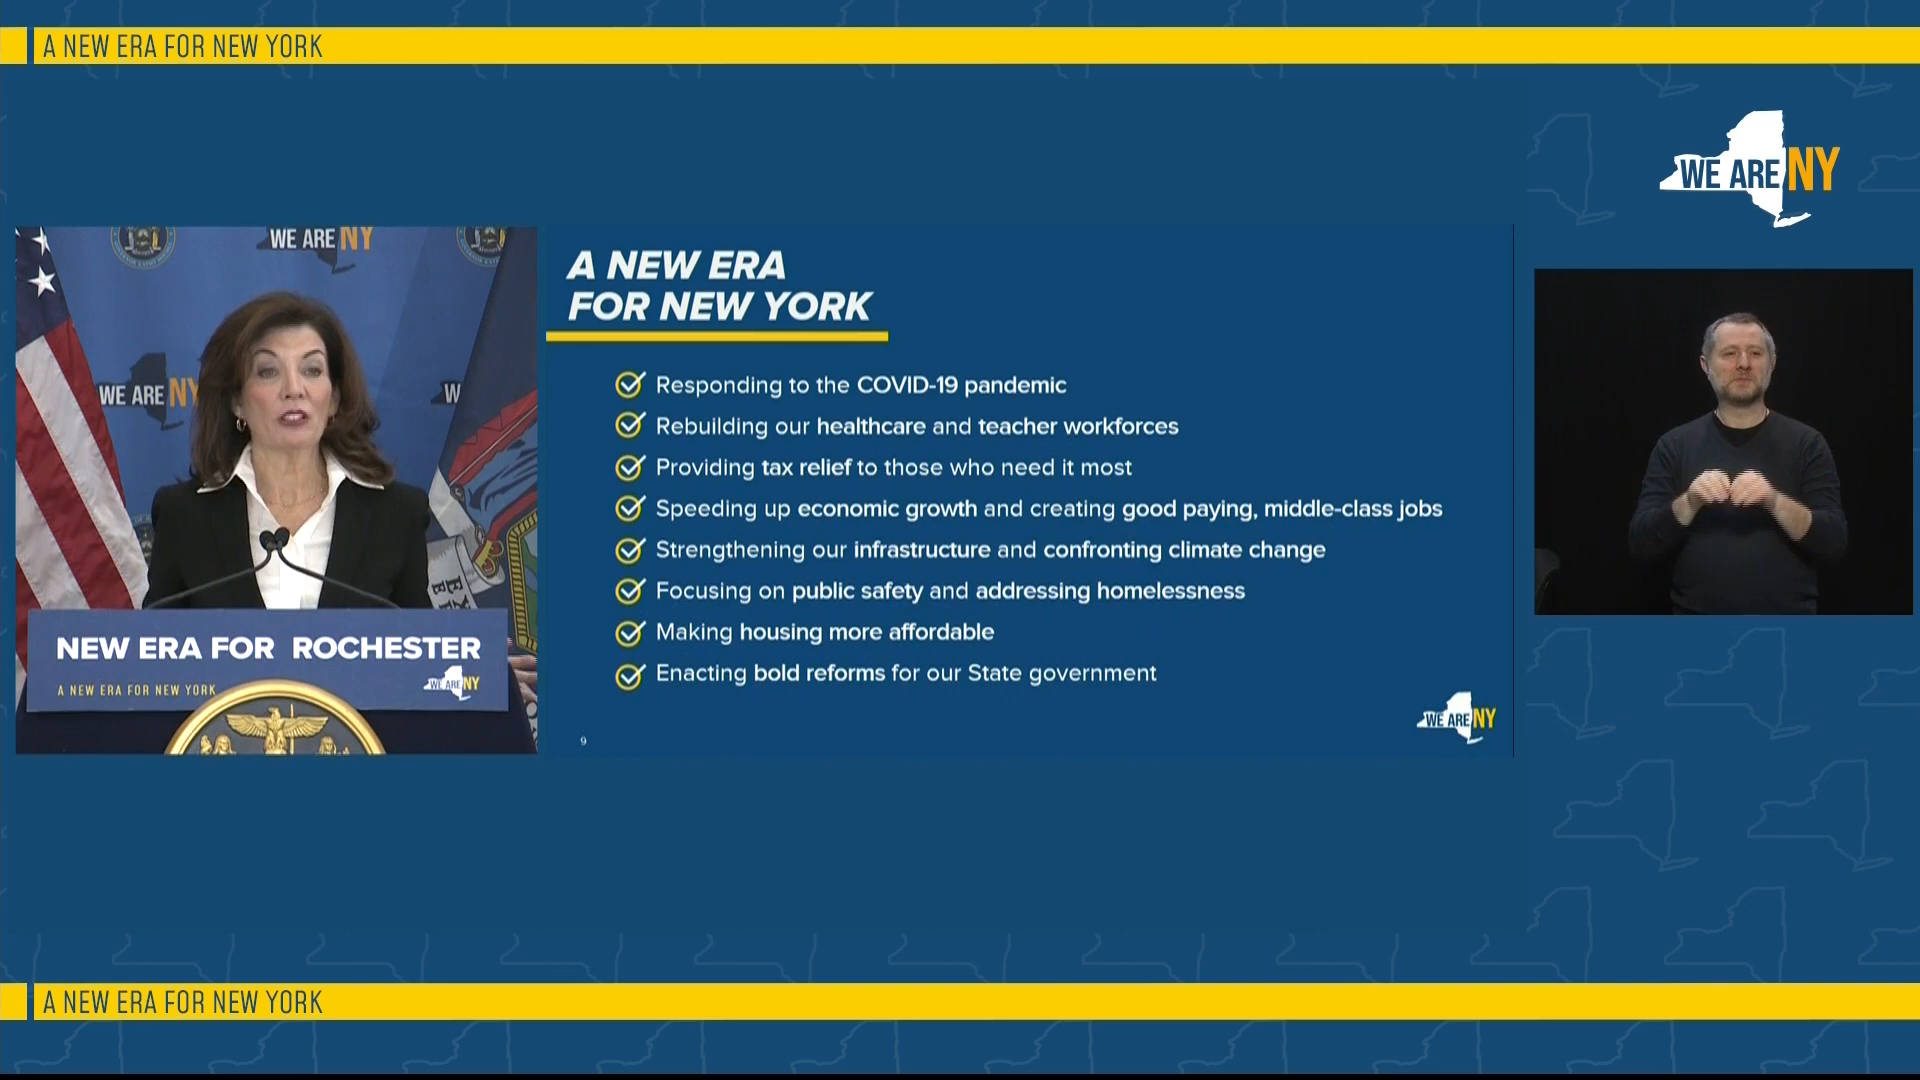 A NEW ERA FOR NEW YORK
WE ARE NY
WE ARE NY
WE ARE NY
W
NEW ERA FOR ROCHESTER
A NEW ERA FOR NEW YORK
WE ARE NY
A NEW ERA
FOR NEW YORK
Responding to the COVID-19 pandemic
Rebuilding our healthcare and teacher workforces
Providing tax relief to those who need it most
Speeding up economic growth and creating good paying, middle-class jobs
Strengthening our infrastructure and confronting climate change
Focusing on public safety and addressing homelessness
Making housing more affordable
Enacting bold reforms for our State government
9
WE ARE NY
A NEW ERA FOR NEW YORK